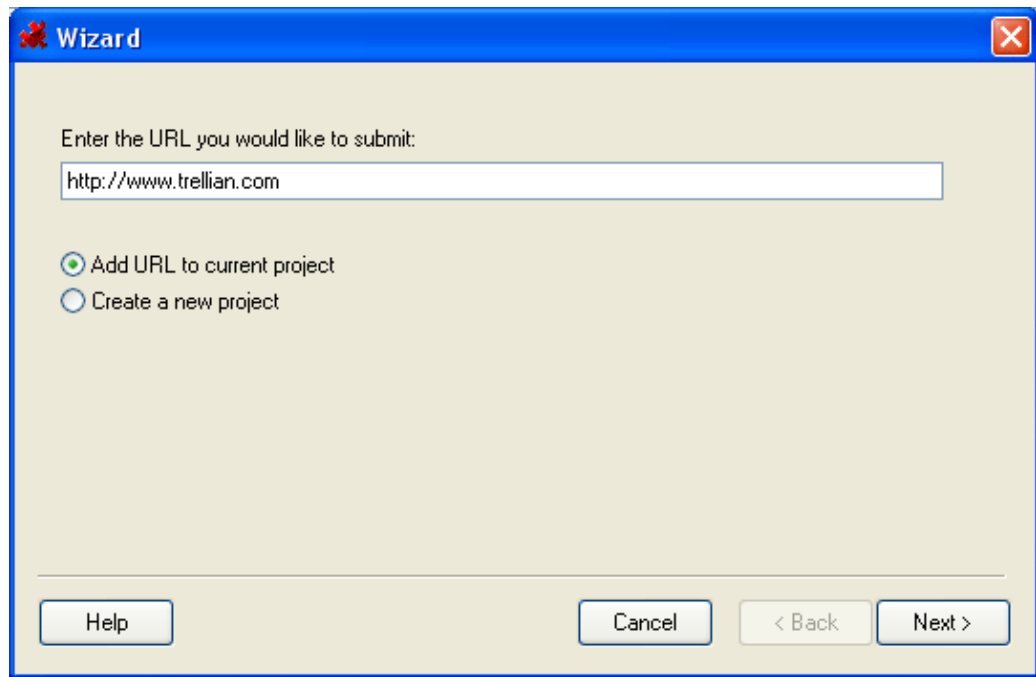 Wizard
Enter the URL you would like to submit:
http://www.trellian.com
Add URL to current project
Create a new project
Help Cancel < Back Next >